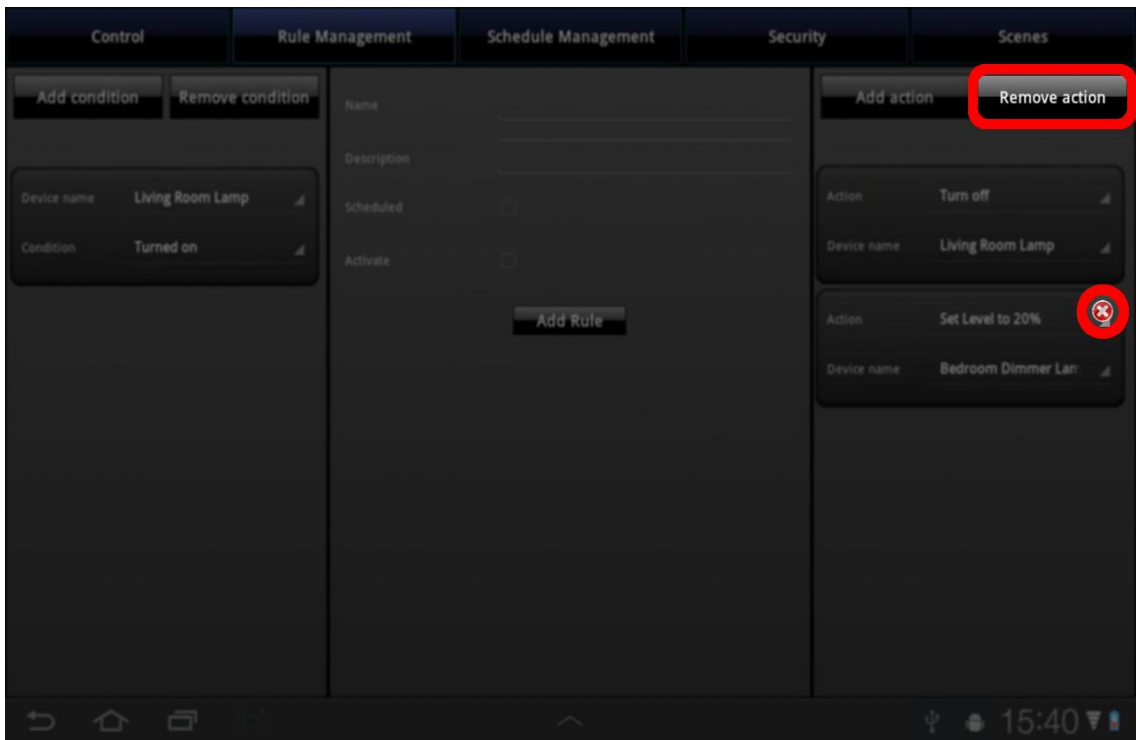 Control Rule Management Schedule Management Security Scenes
Add condition Remove condition
Device name Living Room Lamp
Condition Turned on
Name
Description
Scheduled
Activate
Add Rule
Add action Remove action
Action Turn off
Device name Living Room Lamp
Action Set Level to 20%
Device name Bedroom Dimmer Lam
15:40